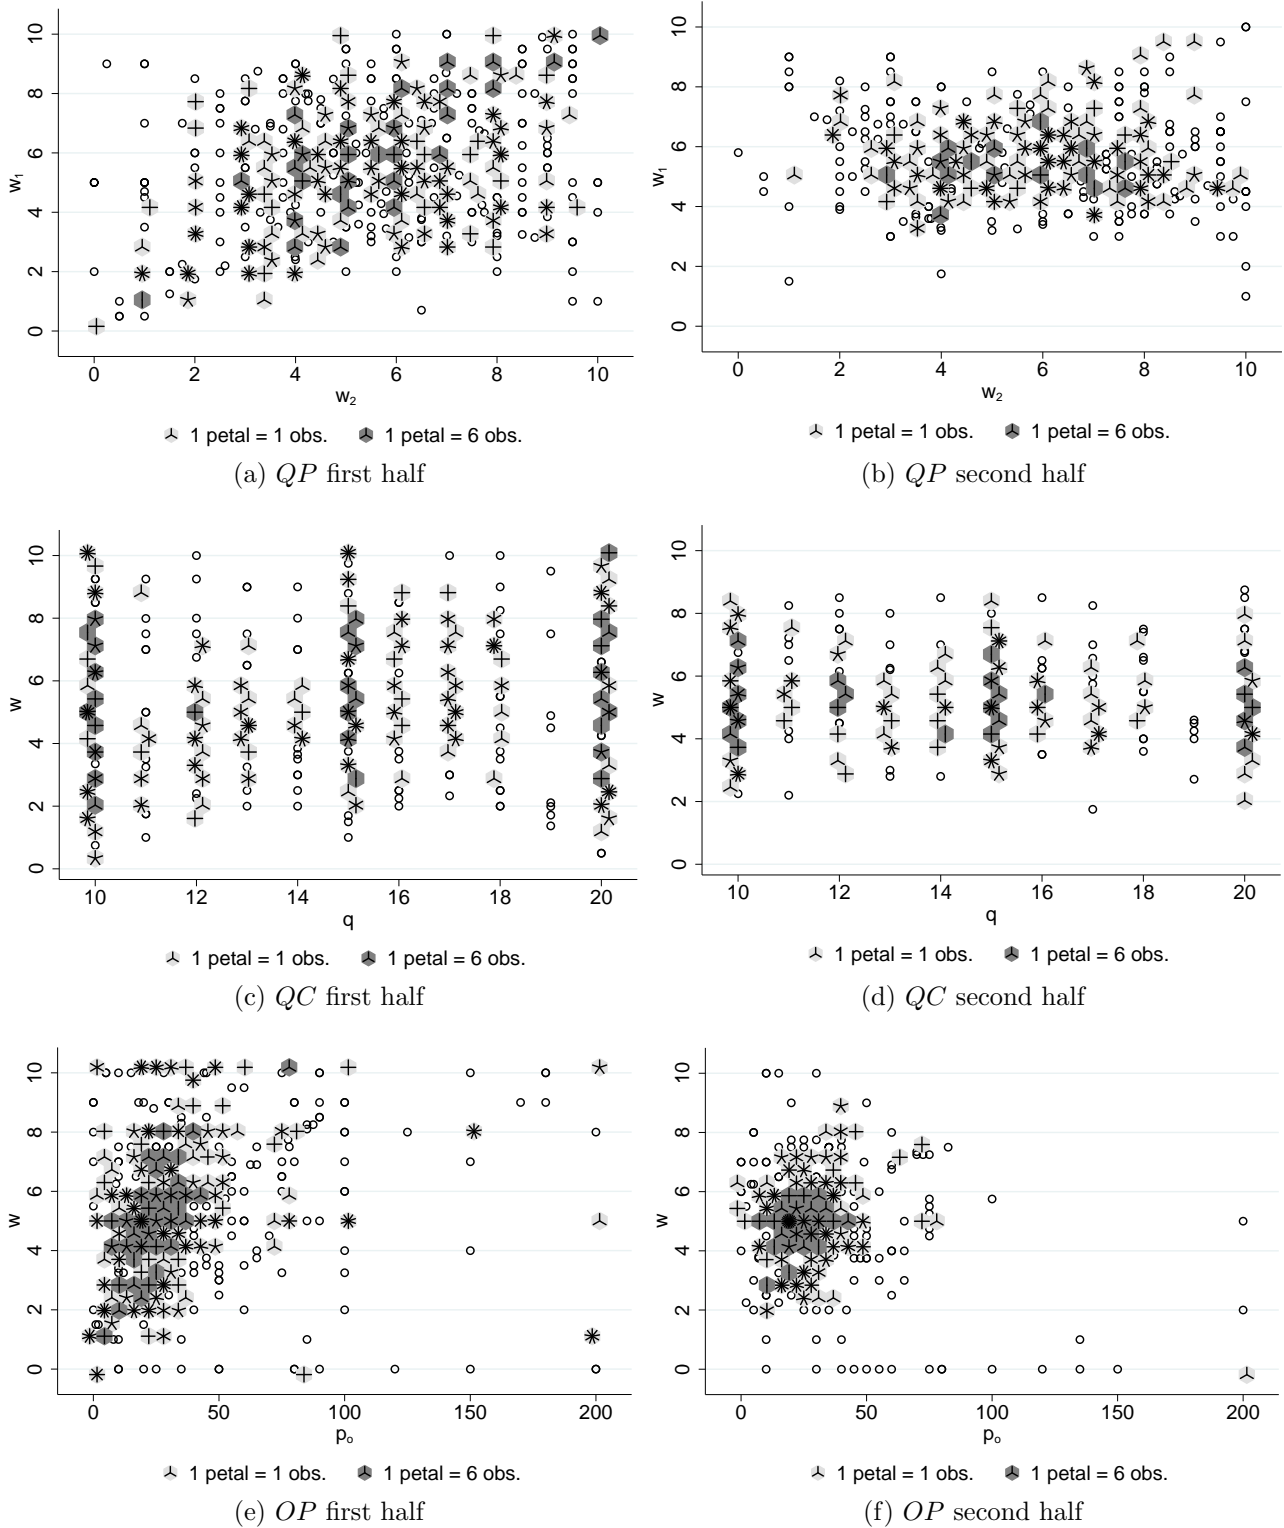 0 2 4 6 8 10
w₁
0 2 4 6 8 10
w₂
1 petal = 1 obs. 1 petal = 6 obs.
(a) QP first half
0 2 4 6 8 10
w₁
0 2 4 6 8 10
w₂
1 petal = 1 obs. 1 petal = 6 obs.
(b) QP second half
0 2 4 6 8 10
w
10 12 14 16 18 20
q
1 petal = 1 obs. 1 petal = 6 obs.
(c) QC first half
0 2 4 6 8 10
w
10 12 14 16 18 20
q
1 petal = 1 obs. 1 petal = 6 obs.
(d) QC second half
0 2 4 6 8 10
w
0 50 100 150 200
pₒ
1 petal = 1 obs. 1 petal = 6 obs.
(e) OP first half
0 2 4 6 8 10
w
0 50 100 150 200
pₒ
1 petal = 1 obs. 1 petal = 6 obs.
(f) OP second half